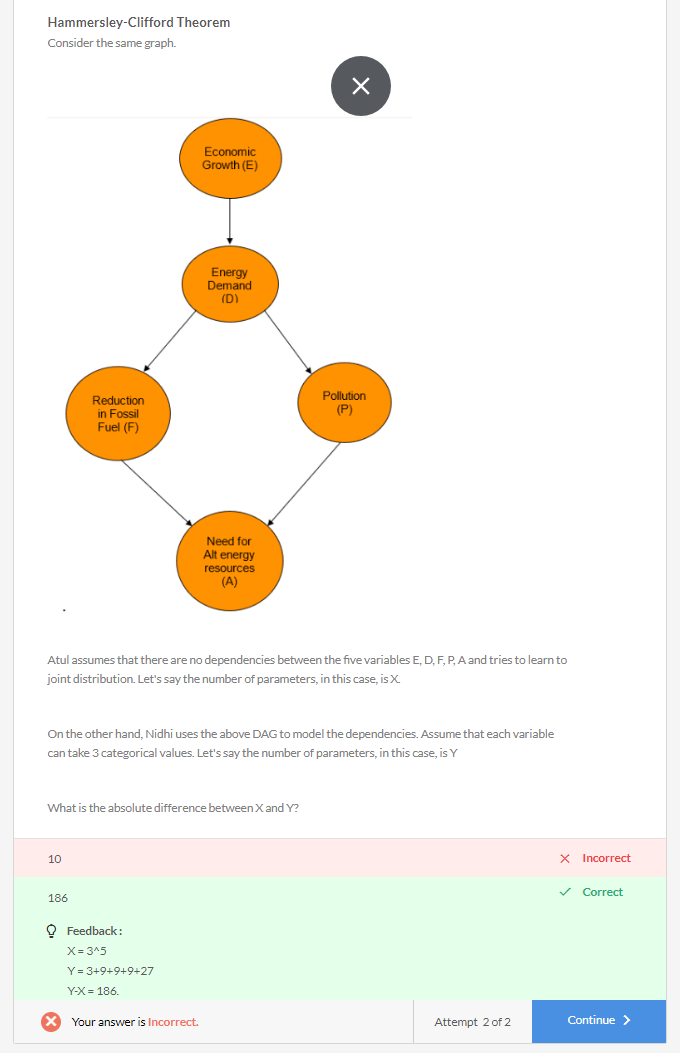 Hammersley-Clifford Theorem
Consider the same graph.
Economic
Growth (E)
Energy
Demand
(D)
Reduction
in Fossil
Fuel (F)
Pollution
(P)
Need for
Alt energy
resources
(A)
Atul assumes that there are no dependencies between the five variables E, D, F, P, A and tries to learn to
joint distribution. Let's say the number of parameters, in this case, is X.
On the other hand, Nidhi uses the above DAG to model the dependencies. Assume that each variable
can take 3 categorical values. Let's say the number of parameters, in this case, is Y
What is the absolute difference between X and Y?
10
Incorrect
186
Correct
Feedback :
X = 3^5
Y = 3+9+9+9+27
Y-X = 186.
Your answer is Incorrect.
Attempt 2 of 2
Continue